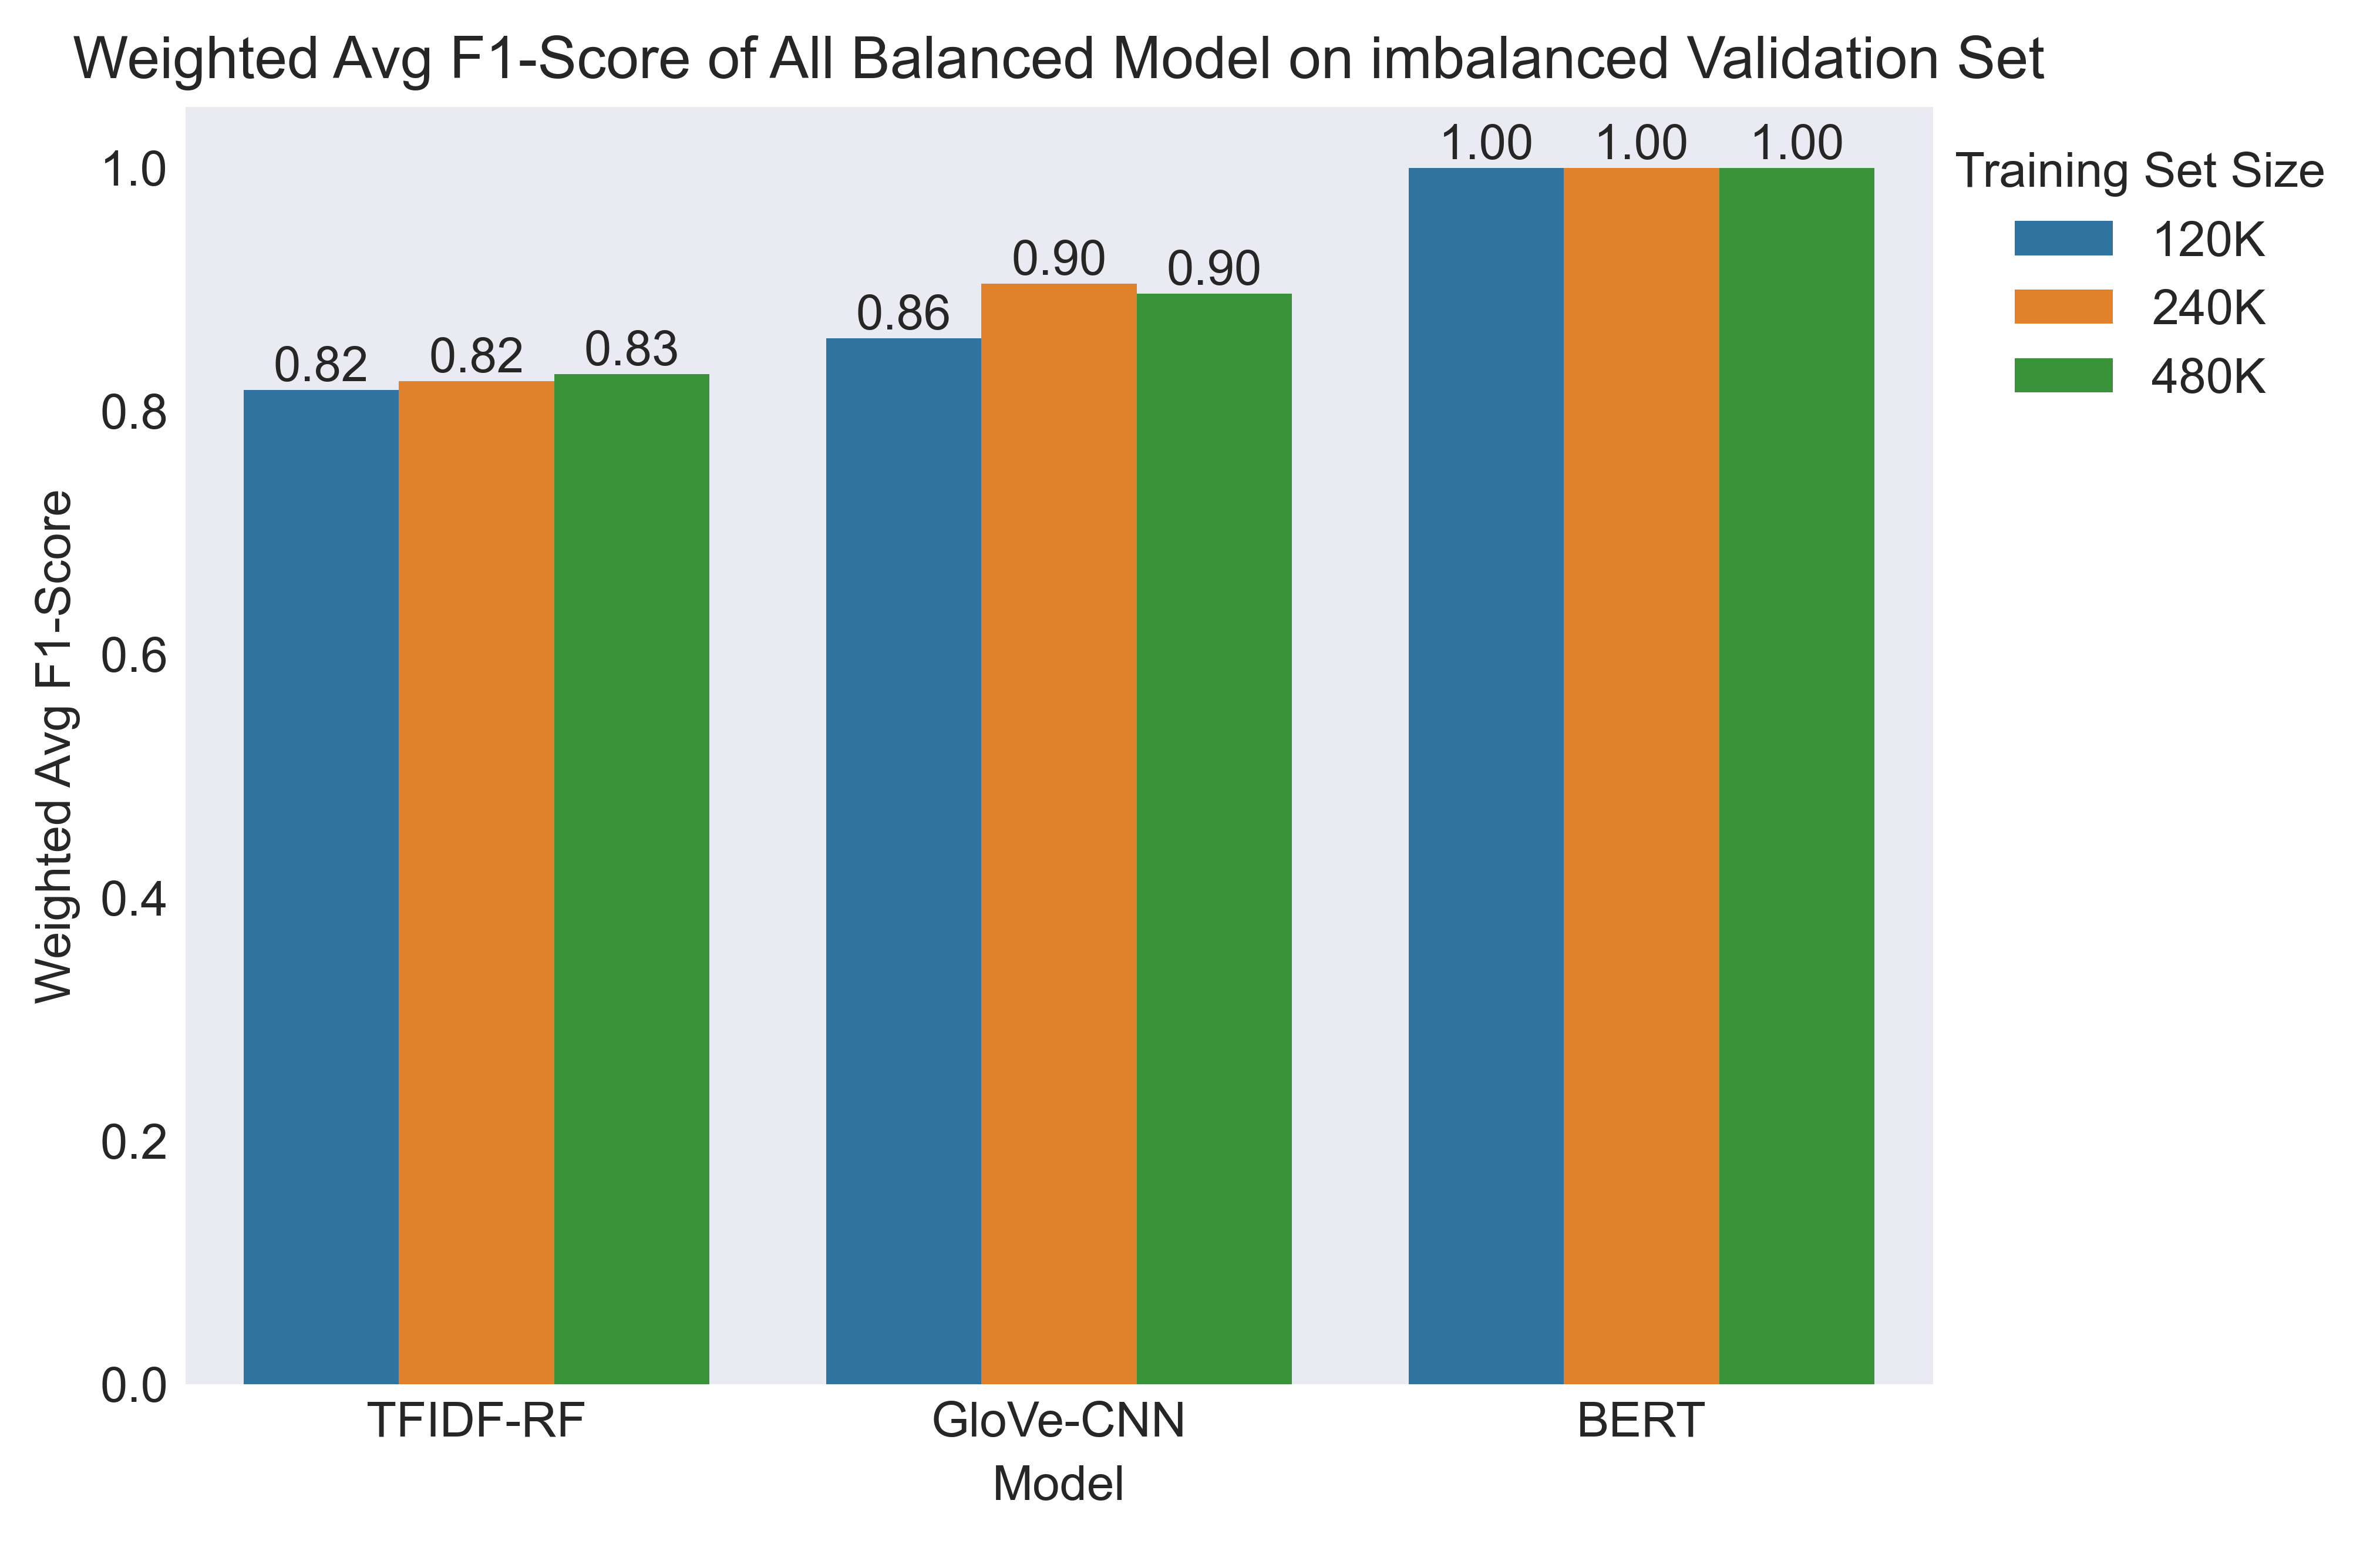 Weighted Avg F1-Score of All Balanced Model on imbalanced Validation Set
Weighted Avg F1-Score
1.0
0.8
0.6
0.4
0.2
0.0
0.82
0.82
0.83
0.86
0.90
0.90
1.00
1.00
1.00
TFIDF-RF
GloVe-CNN
BERT
Model
Training Set Size
120K
240K
480K